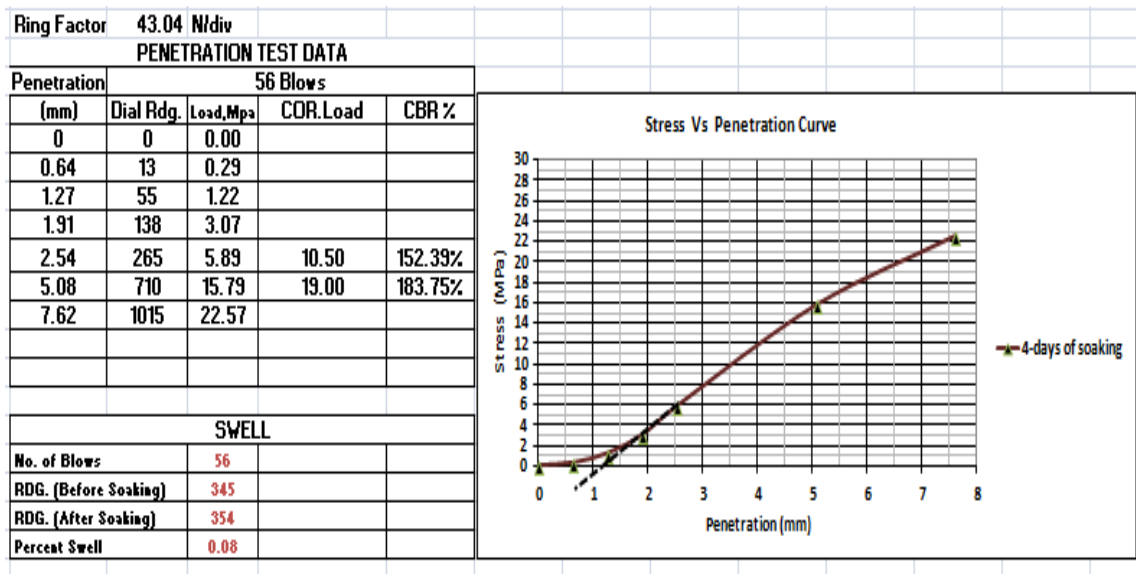 Ring Factor 43.04 N/div
PENETRATION TEST DATA
Penetration 56 Blows
(mm) Dial Rdg. Load,Mpa COR.Load CBR %
0 0 0.00
0.64 13 0.29
1.27 55 1.22
1.91 138 3.07
2.54 265 5.89 10.50 152.39%
5.08 710 15.79 19.00 183.75%
7.62 1015 22.57
SWELL
No. of Blows 56
RDG. (Before Soaking) 345
RDG. (After Soaking) 354
Percent Swell 0.08
Stress Vs Penetration Curve
Stress (MPa)
30
28
26
24
22
20
18
16
14
12
10
8
6
4
2
0
0 1 2 3 4 5 6 7 8
Penetration (mm)
4-days of soaking